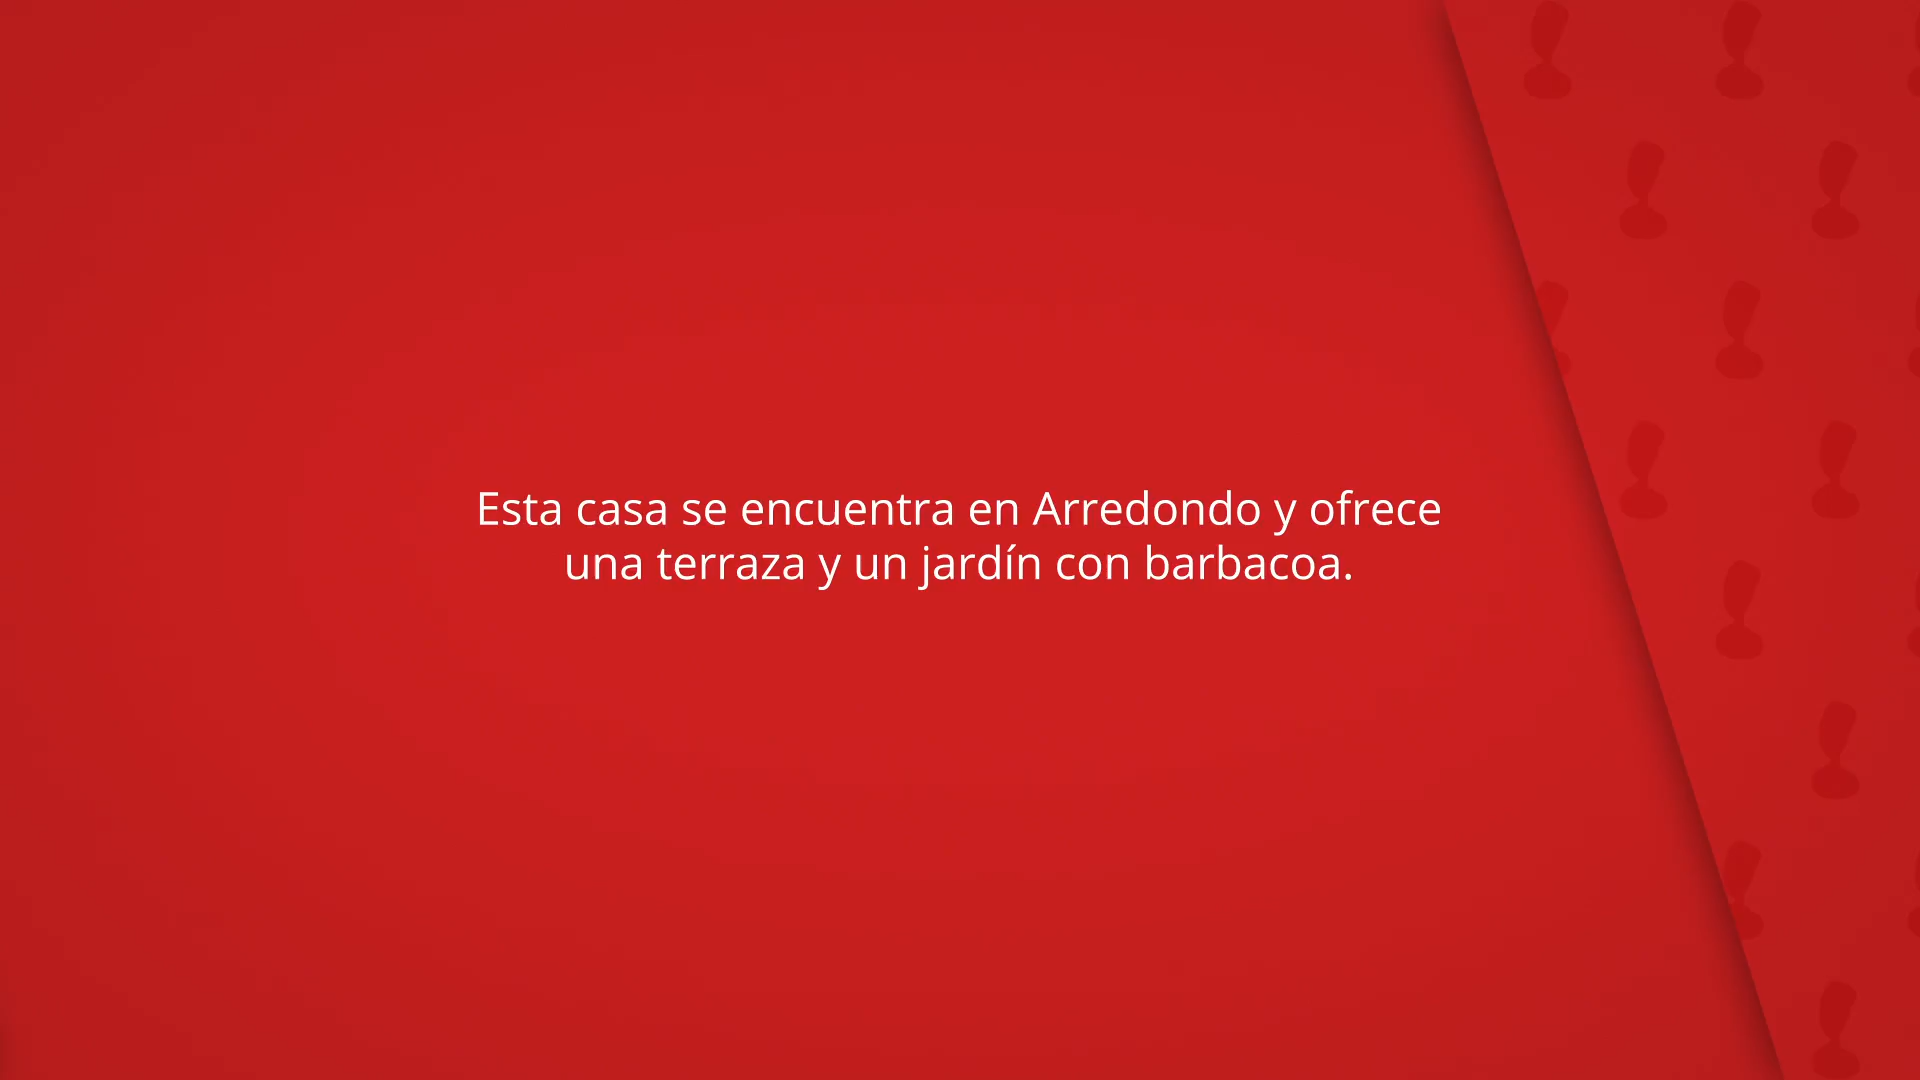 Esta casa se encuentra en Arredondo y ofrece
una terraza y un jardín con barbacoa.